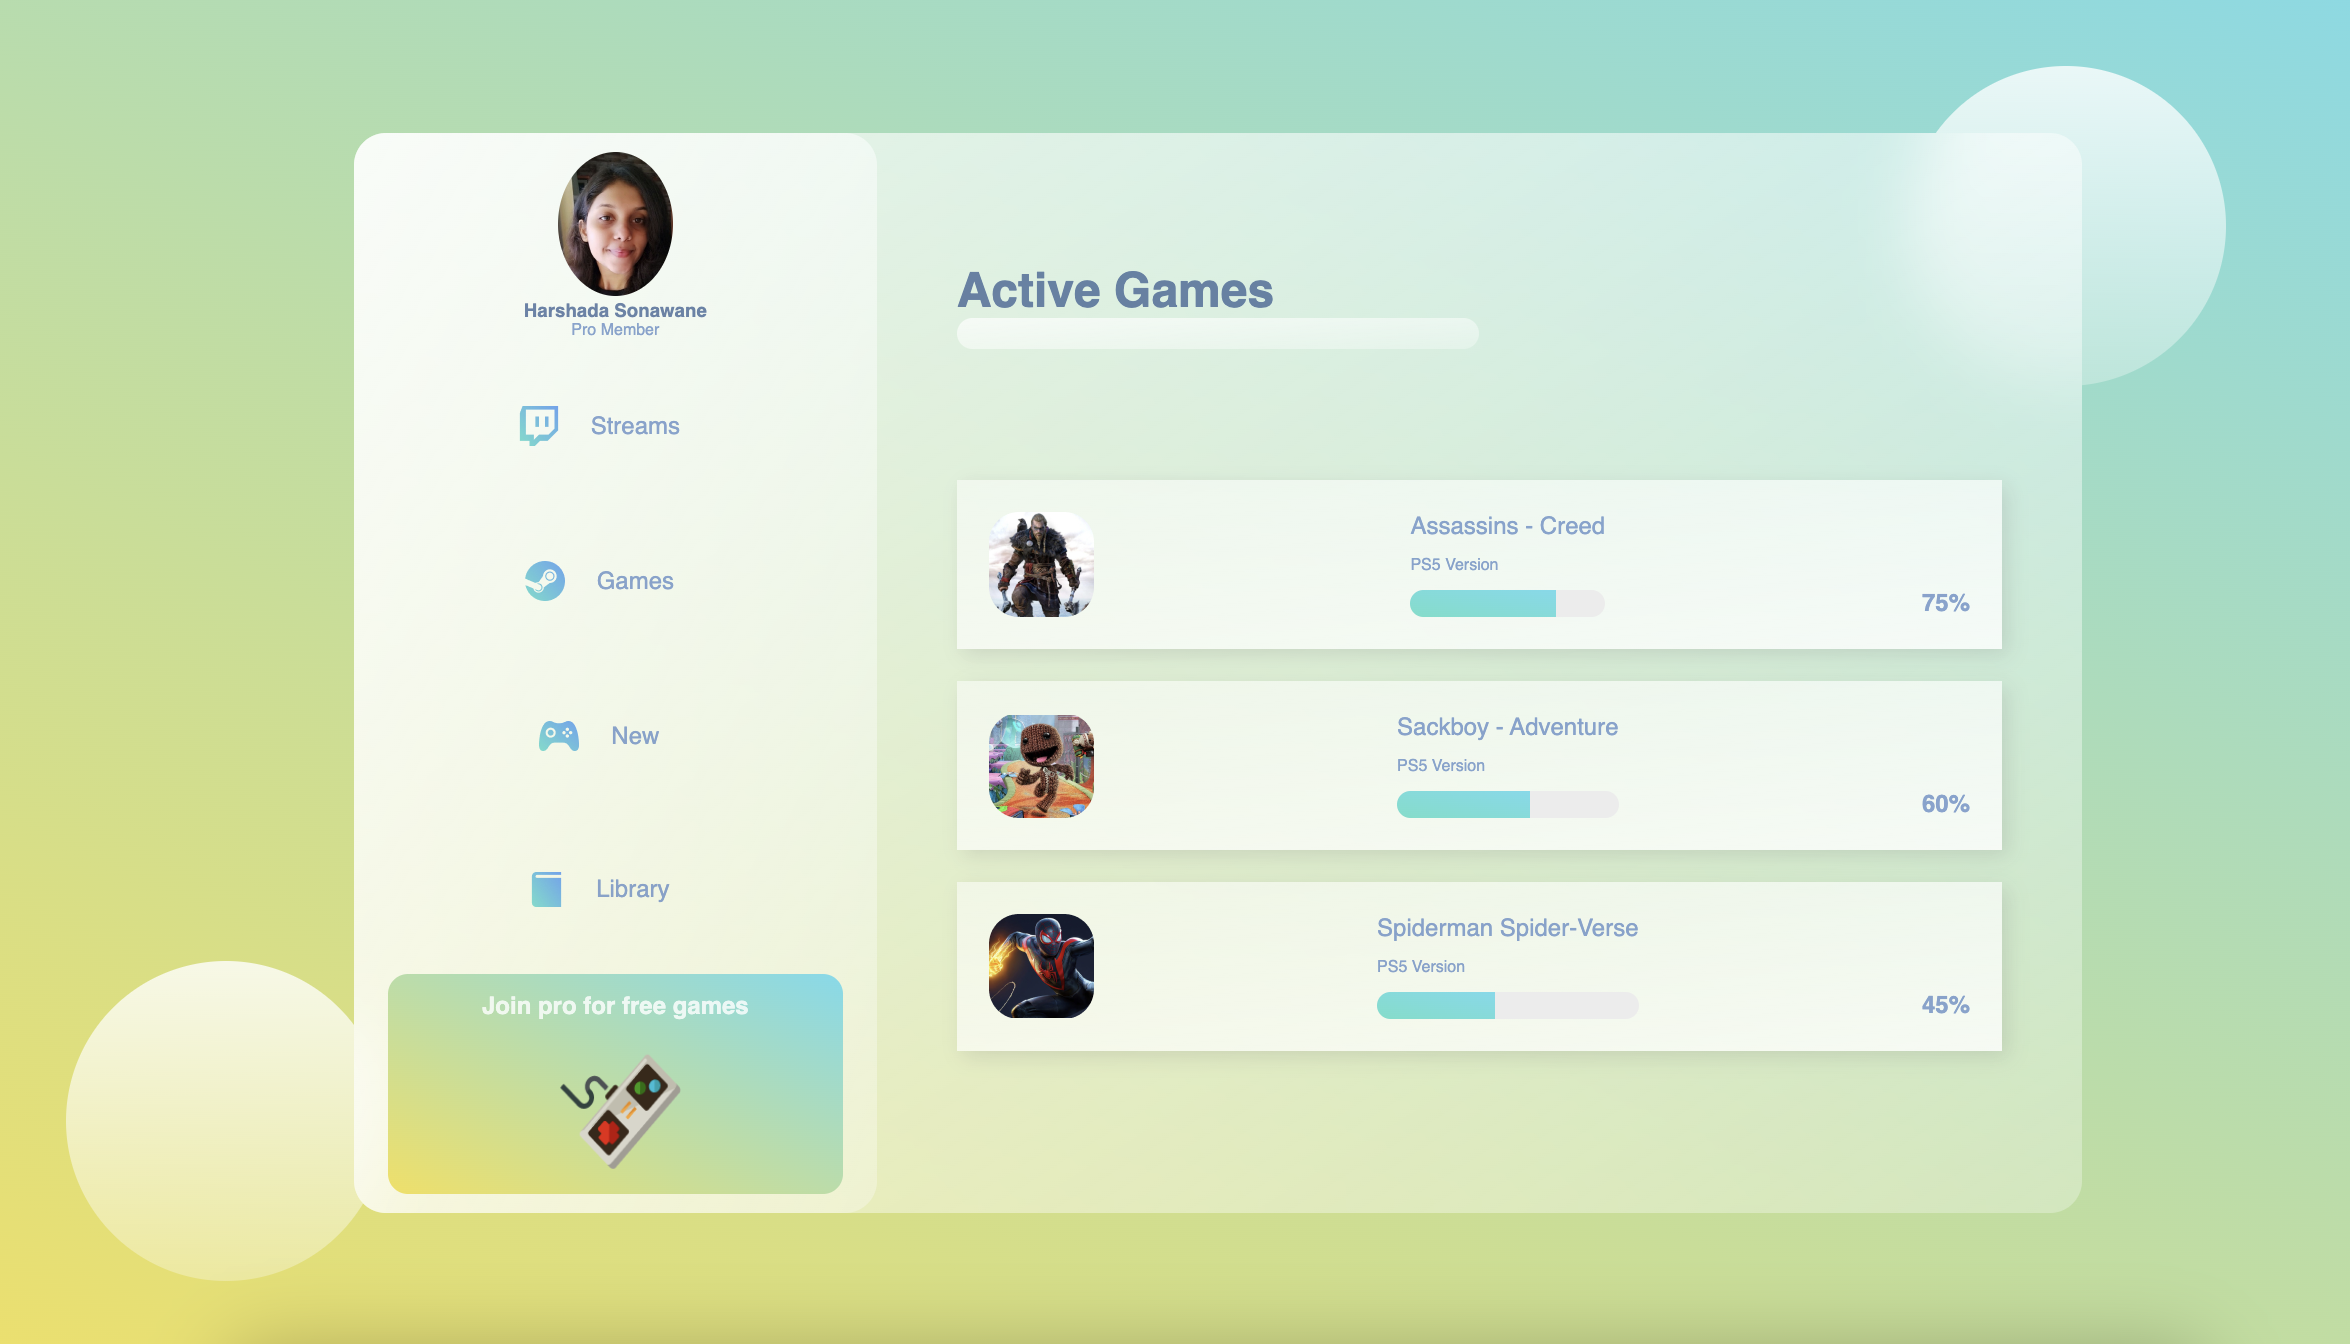 Harshada Sonawane
Pro Member
Streams
Games
New
Library
Join pro for free games
Active Games
Assassins - Creed
PS5 Version
75%
Sackboy - Adventure
PS5 Version
60%
Spiderman Spider-Verse
PS5 Version
45%